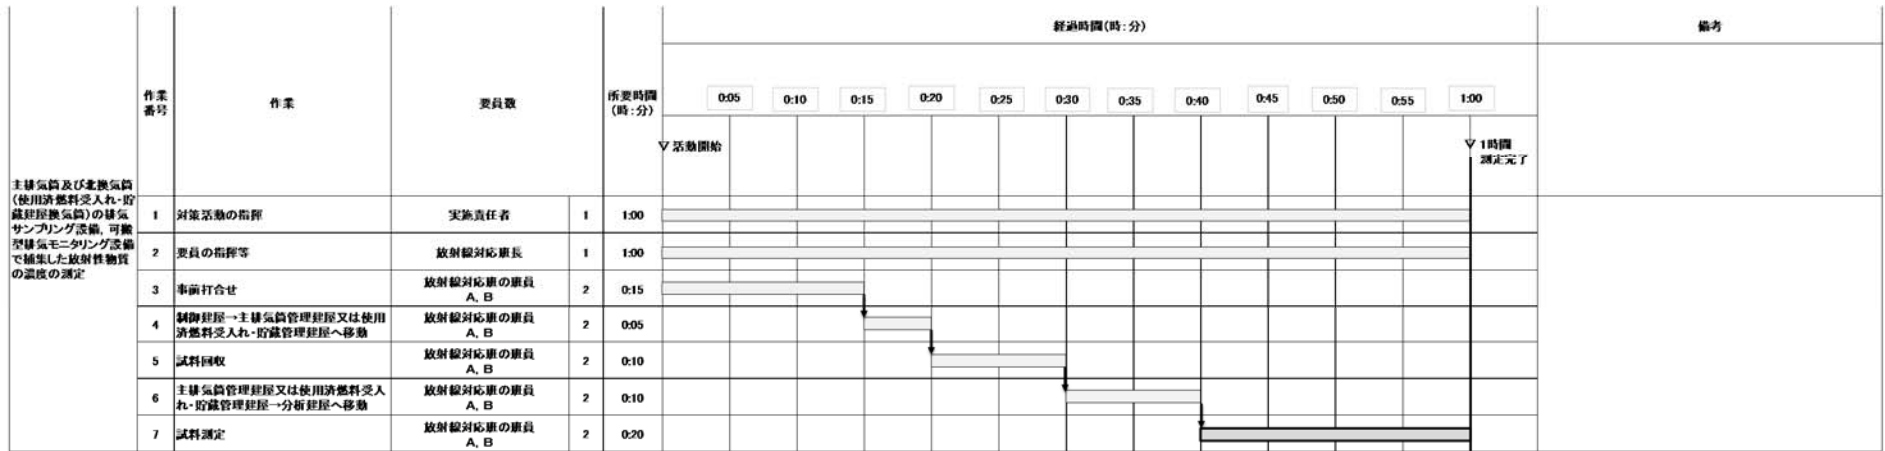 経過時間(時:分)
備考
作業
番号
作業
要員数
所要時間
(時:分)
0:05
0:10
0:15
0:20
0:25
0:30
0:35
0:40
0:45
0:50
0:55
1:00
▽活動開始
▽1時間
測定完了
主排気筒及び北換気筒
(使用済燃料受入れ・貯
蔵建屋換気筒)の排気
サンプリング設備,可搬
型排気モニタリング設備
で捕集した放射性物質
の濃度の測定
1
対策活動の指揮
実施責任者
1
1:00
2
要員の指揮等
放射線対応班長
1
1:00
3
事前打合せ
放射線対応班の班員
A, B
2
0:15
4
制御建屋→主排気筒管理建屋又は使用
済燃料受入れ・貯蔵管理建屋へ移動
放射線対応班の班員
A, B
2
0:05
5
試料回収
放射線対応班の班員
A, B
2
0:10
6
主排気筒管理建屋又は使用済燃料受入
れ・貯蔵管理建屋→分析建屋へ移動
放射線対応班の班員
A, B
2
0:10
7
試料測定
放射線対応班の班員
A, B
2
0:20